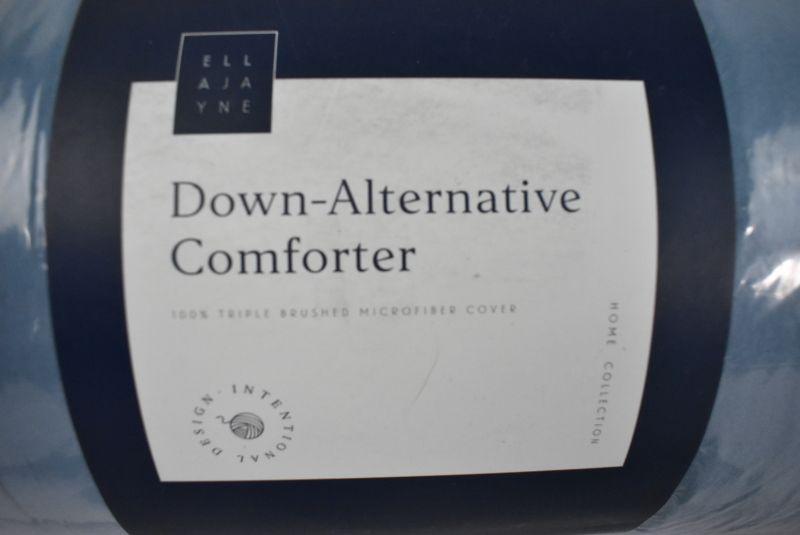 ELL
AJA
YNE
Down-Alternative
Comforter
100% TRIPLE BRUSHED MICROFIBER COVER
HOME COLLECTION
· INTENTIONAL DESIGN